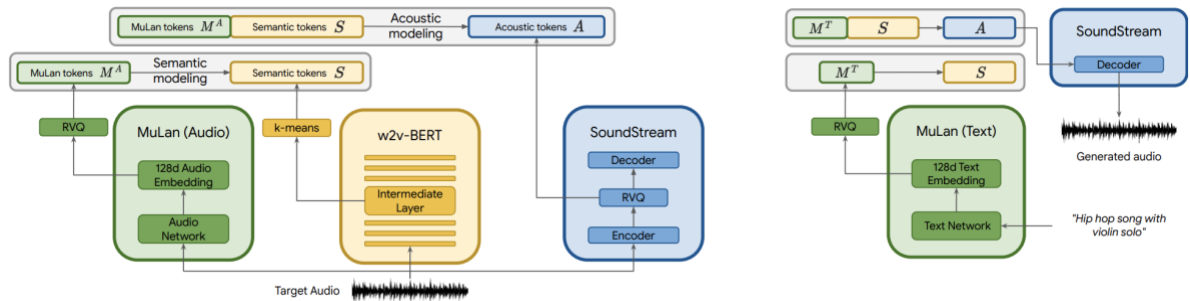 MuLan tokens M^A
Semantic tokens S
Acoustic
modeling
Acoustic tokens A
MuLan tokens M^A
Semantic
modeling
Semantic tokens S
RVQ
MuLan (Audio)
128d Audio
Embedding
Audio
Network
k-means
w2v-BERT
Intermediate
Layer
SoundStream
Decoder
RVQ
Encoder
Target Audio
M^T
S
A
M^T
S
SoundStream
Decoder
Generated audio
RVQ
MuLan (Text)
128d Text
Embedding
Text Network
"Hip hop song with
violin solo"